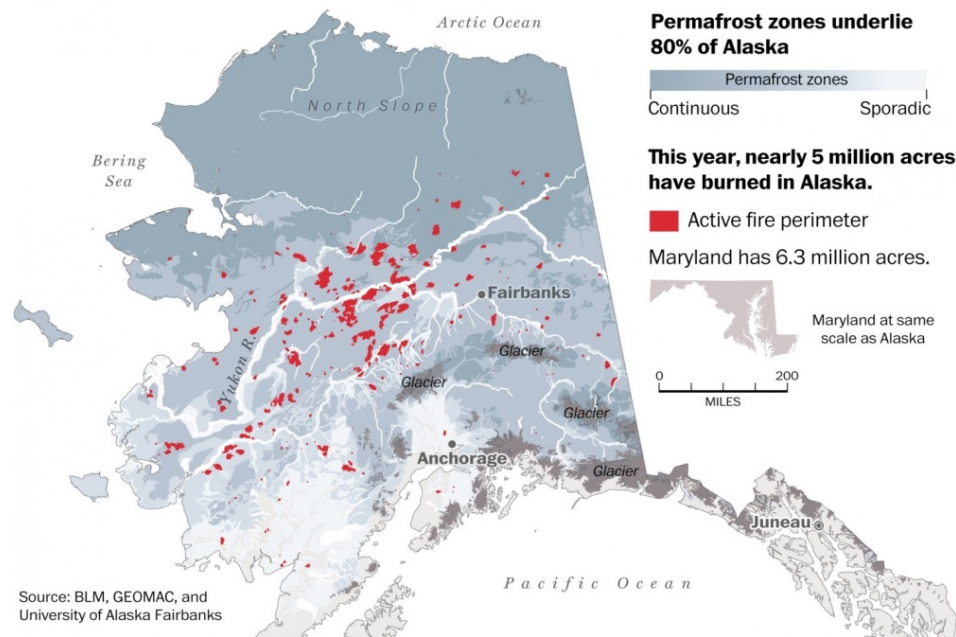 Arctic Ocean
Permafrost zones underlie
80% of Alaska
Permafrost zones
Continuous
Sporadic
North Slope
Bering
Sea
This year, nearly 5 million acres
have burned in Alaska.
Active fire perimeter
Maryland has 6.3 million acres.
Maryland at same
scale as Alaska
0
200
MILES
Fairbanks
Yukon R.
Glacier
Glacier
Glacier
Anchorage
Glacier
Juneau
Pacific Ocean
Source: BLM, GEOMAC, and
University of Alaska Fairbanks